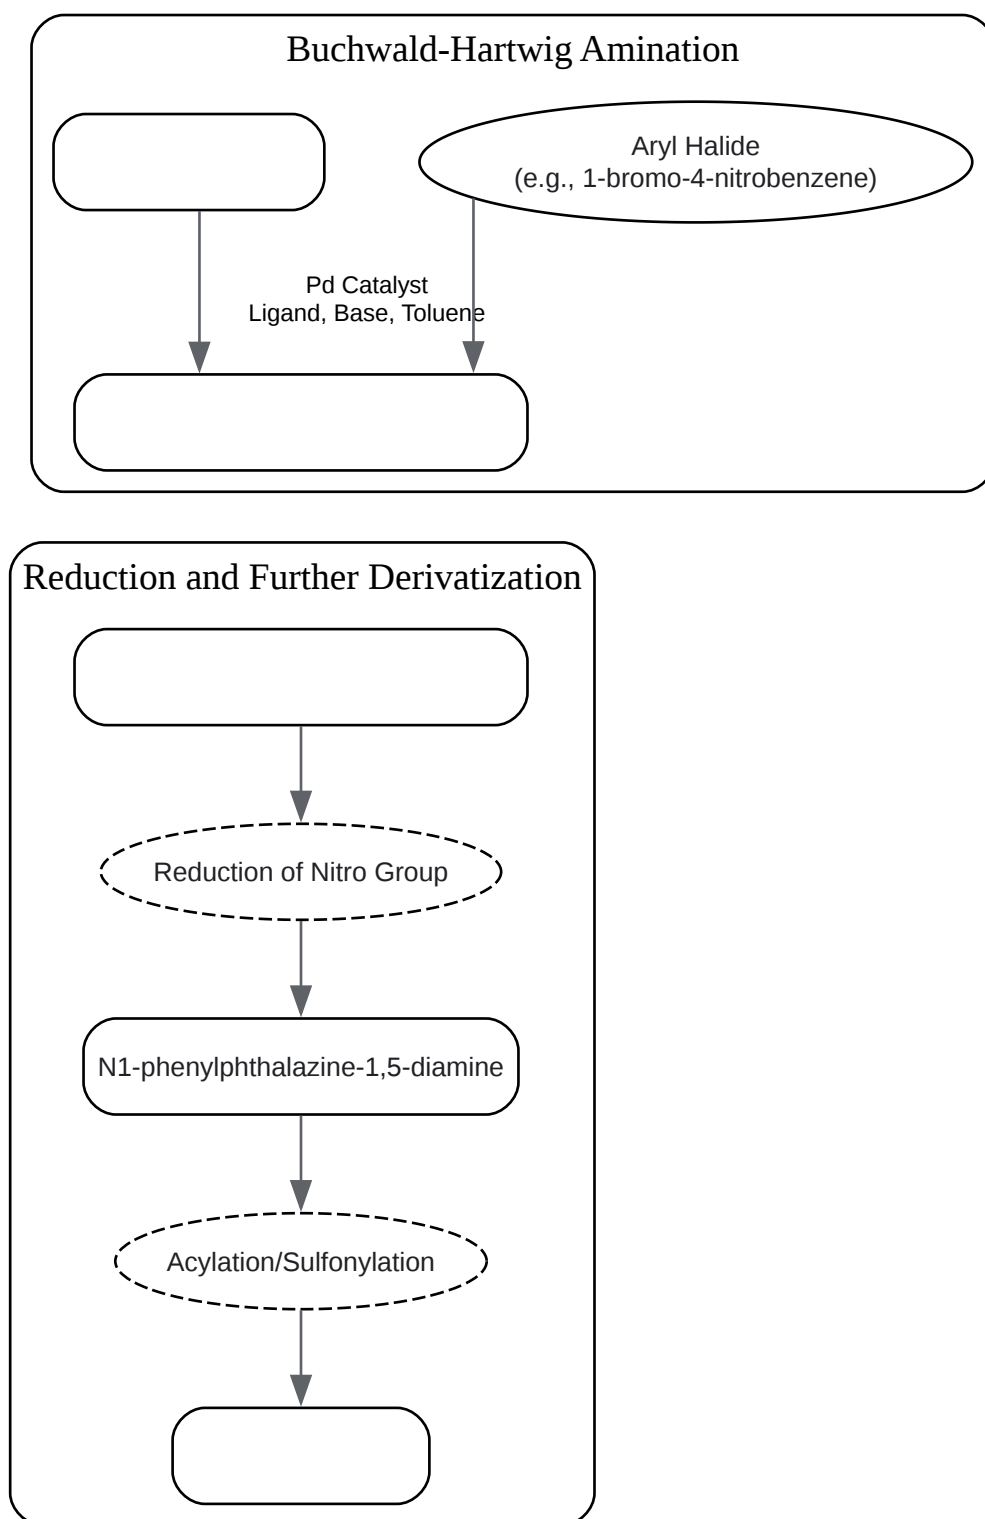 Buchwald-Hartwig Amination
Aryl Halide
(e.g., 1-bromo-4-nitrobenzene)
Pd Catalyst
Ligand, Base, Toluene
Reduction and Further Derivatization
Reduction of Nitro Group
N1-phenylphthalazine-1,5-diamine
Acylation/Sulfonylation